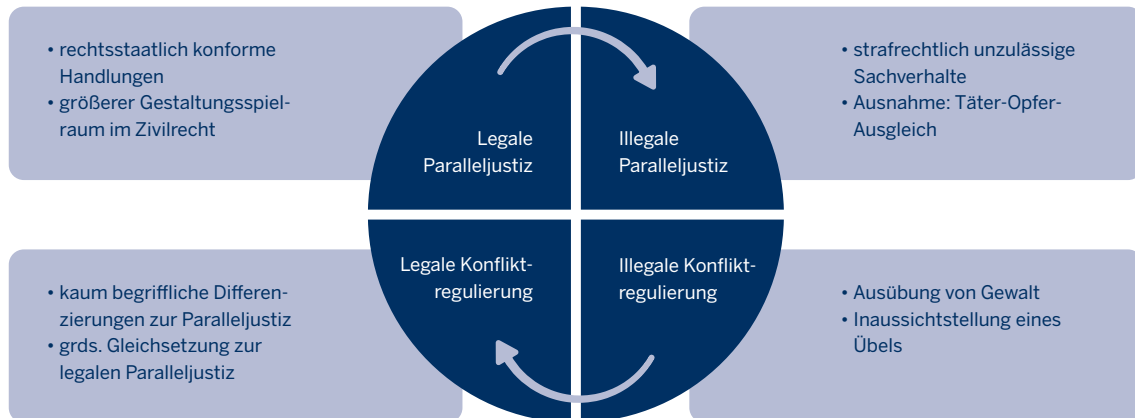 • rechtsstaatlich konforme
Handlungen
• größerer Gestaltungsspiel-
raum im Zivilrecht
Legale
Paralleljustiz
Illegale
Paralleljustiz
• strafrechtlich unzulässige
Sachverhalte
• Ausnahme: Täter-Opfer-
Ausgleich
• kaum begriffliche Differen-
zierungen zur Paralleljustiz
• grds. Gleichsetzung zur
legalen Paralleljustiz
Legale Konflikt-
regulierung
Illegale Konflikt-
regulierung
• Ausübung von Gewalt
• Inaussichtstellung eines
Übels